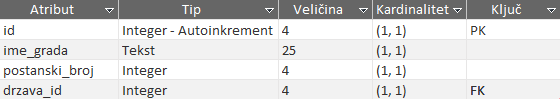 Atribut Tip Veličina Kardinalitet Ključ
id Integer - Autoinkrement 4 (1, 1) PK
ime_grada Tekst 25 (1, 1)
postanski_broj Integer 4 (1, 1)
drzava_id Integer 4 (1, 1) FK